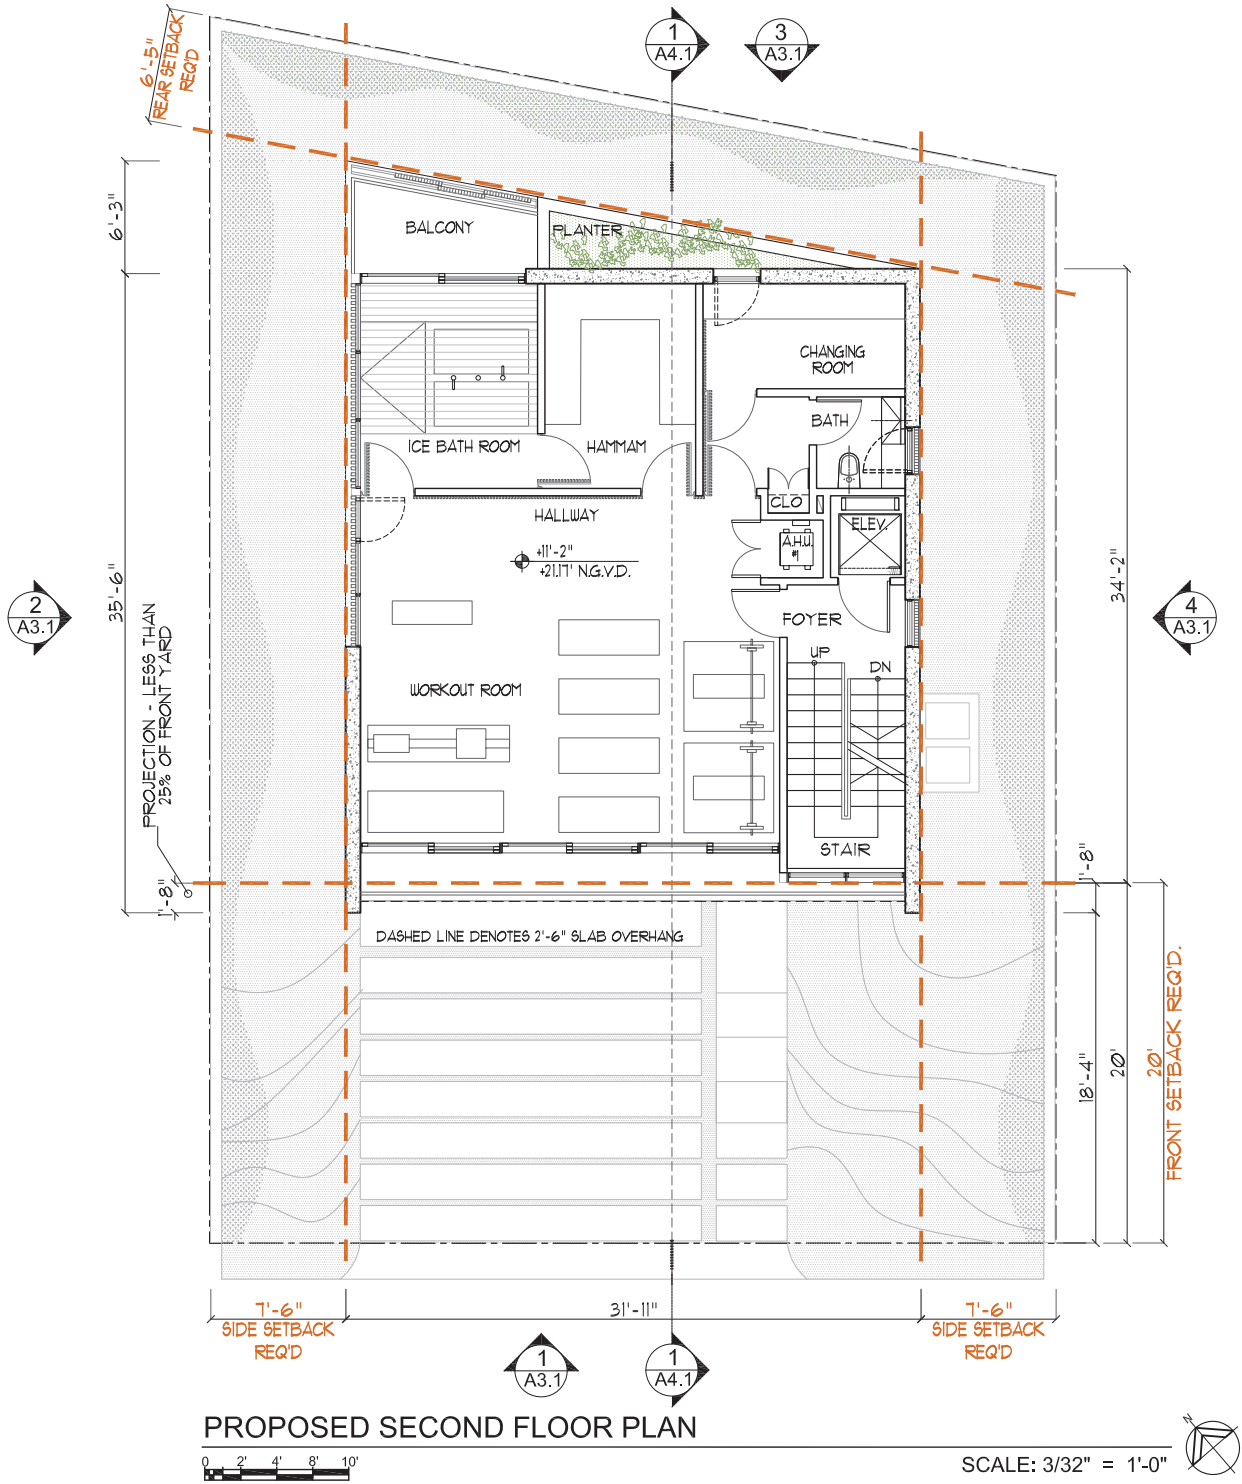 1
A4.1
3
A3.1
6'-5"
REAR SETBACK
REQ'D
6'-3"
BALCONY
PLANTER
CHANGING
ROOM
BATH
ICE BATH ROOM
HAMMAM
CLO
HALLWAY
ELEV.
A.H.U.
#1
+11'-2"
+21.17' N.G.V.D.
35'-6"
34'-2"
2
A3.1
4
A3.1
FOYER
UP
DN
PROJECTION - LESS THAN
25% OF FRONT YARD
WORKOUT ROOM
STAIR
1'-8"
1'-8"
DASHED LINE DENOTES 2'-6" SLAB OVERHANG
18'-4"
20'
20'
FRONT SETBACK REQ'D.
7'-6"
SIDE SETBACK
REQ'D
31'-11"
7'-6"
SIDE SETBACK
REQ'D
1
A3.1
1
A4.1
PROPOSED SECOND FLOOR PLAN
0 2' 4' 8' 10'
SCALE: 3/32" = 1'-0"
N